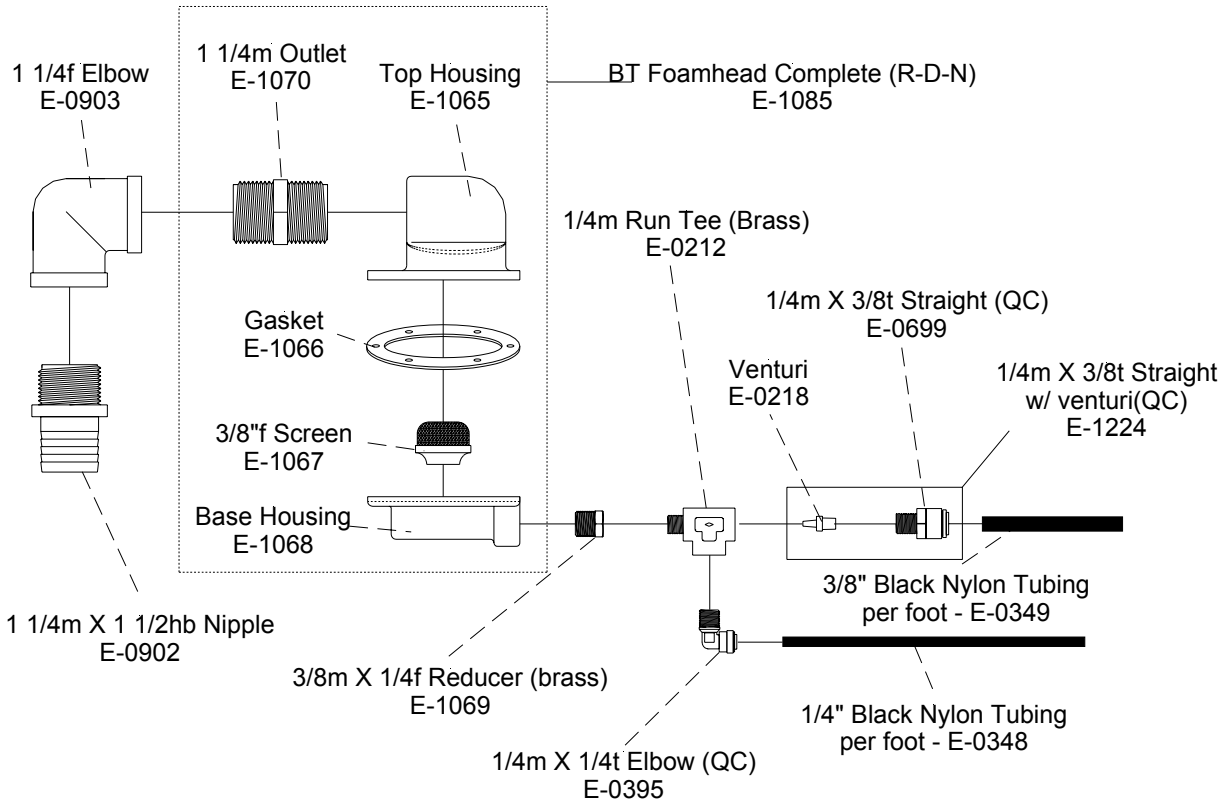 1 1/4f Elbow
E-0903
1 1/4m Outlet
E-1070
Top Housing
E-1065
BT Foamhead Complete (R-D-N)
E-1085
1/4m Run Tee (Brass)
E-0212
1/4m X 3/8t Straight (QC)
E-0699
Gasket
E-1066
Venturi
E-0218
1/4m X 3/8t Straight
w/ venturi(QC)
E-1224
3/8"f Screen
E-1067
Base Housing
E-1068
3/8" Black Nylon Tubing
per foot - E-0349
1 1/4m X 1 1/2hb Nipple
E-0902
3/8m X 1/4f Reducer (brass)
E-1069
1/4" Black Nylon Tubing
per foot - E-0348
1/4m X 1/4t Elbow (QC)
E-0395